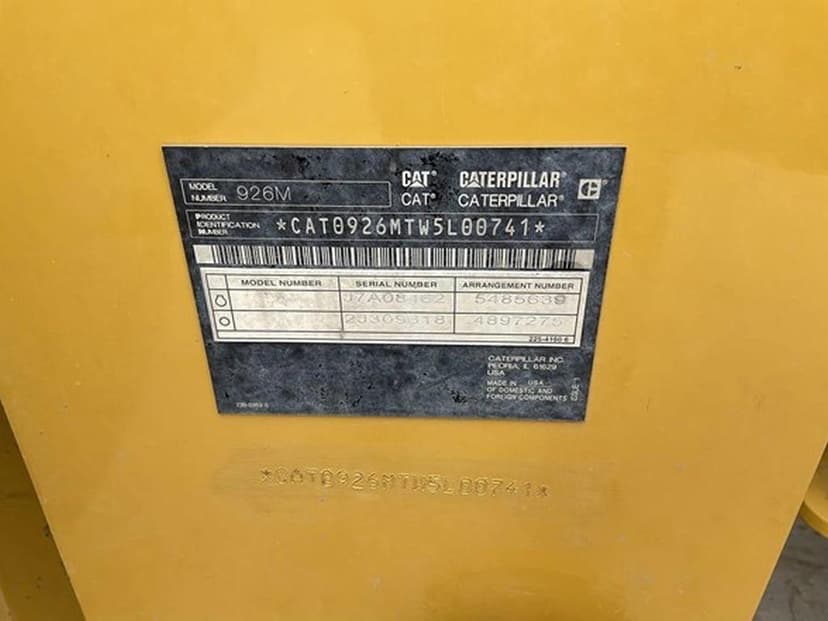 CAT® CATERPILLAR®
MODEL NUMBER 926M
CAT® CATERPILLAR®
PRODUCT IDENTIFICATION NUMBER *CAT0926MTW5L00741*
MODEL NUMBER SERIAL NUMBER ARRANGEMENT NUMBER
J7A08162 5485639
2J309318 4897275
CATERPILLAR INC.
PEORIA, IL 61629
USA
MADE IN USA
OF DOMESTIC AND
FOREIGN COMPONENTS
*CAT0926MTW5L00741*